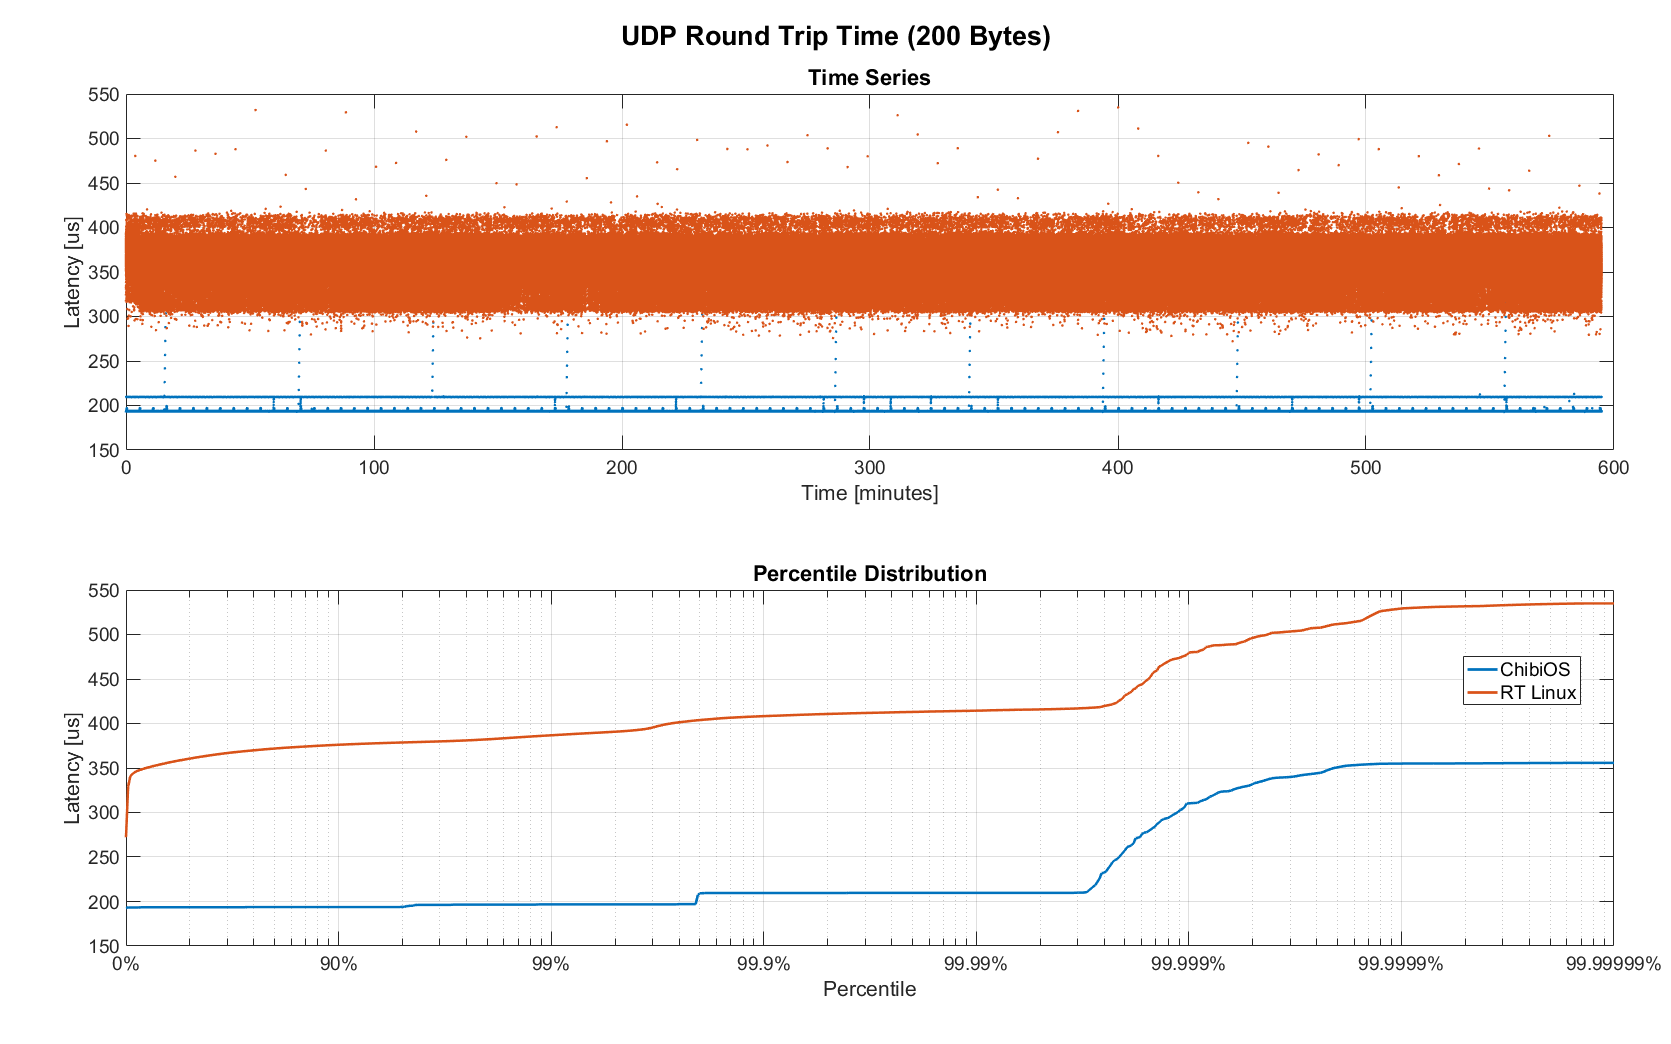 UDP Round Trip Time (200 Bytes)
Time Series
Latency [us]
550
500
450
400
350
300
250
200
150
0 100 200 300 400 500 600
Time [minutes]
Percentile Distribution
Latency [us]
550
500
450
400
350
300
250
200
150
ChibiOS
RT Linux
0% 90% 99% 99.9% 99.99% 99.999% 99.9999% 99.99999%
Percentile